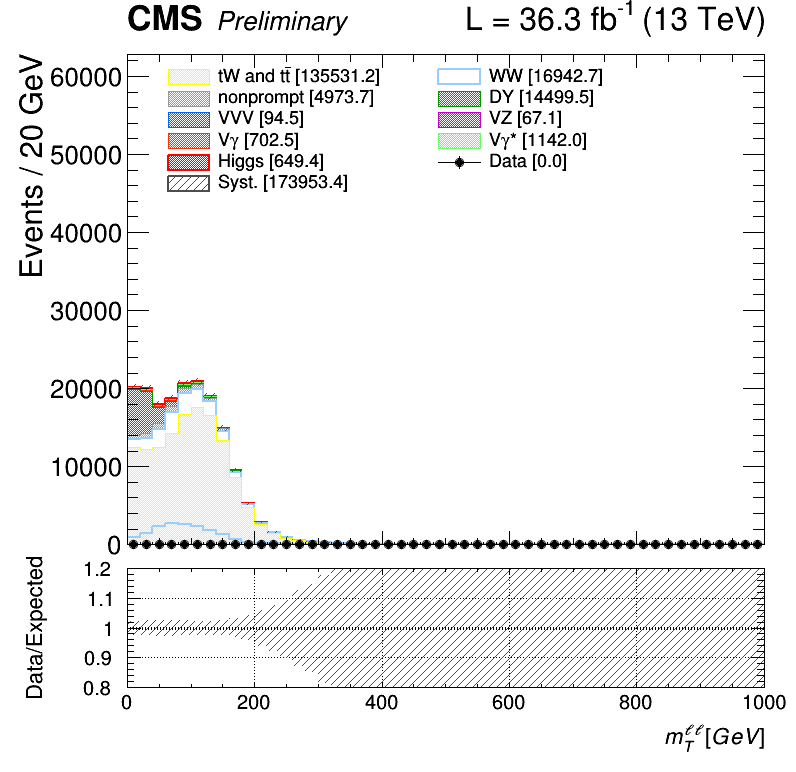 CMS Preliminary L = 36.3 fb⁻¹ (13 TeV)
Events / 20 GeV
60000
50000
40000
30000
20000
10000
0
tW and tt̄ [135531.2]
nonprompt [4973.7]
VVV [94.5]
Vγ [702.5]
Higgs [649.4]
Syst. [173953.4]
WW [16942.7]
DY [14499.5]
VZ [67.1]
Vγ* [1142.0]
Data [0.0]
Data/Expected
1.2
1.1
1
0.9
0.8
0 200 400 600 800 1000
m_T^{ℓℓ} [GeV]